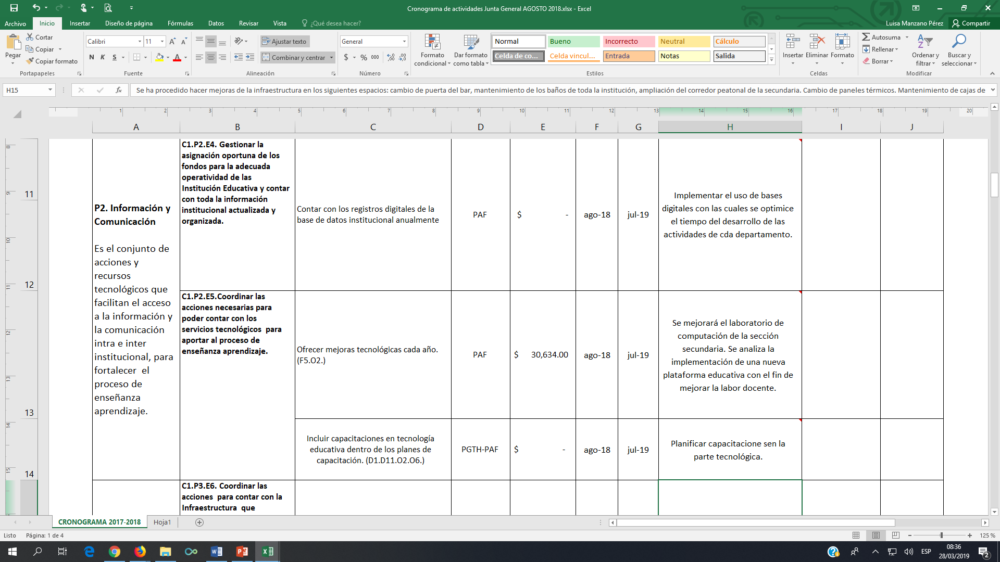 Cronograma de actividades Junta General AGOSTO 2018.xlsx - Excel
Archivo Inicio Insertar Diseño de página Fórmulas Datos Revisar Vista ¿Qué desea hacer? Luisa Manzano Pérez Compartir
Pegar
Cortar
Copiar
Copiar formato
Portapapeles
Calibri 11
N K S
Fuente
Ajustar texto
Combinar y centrar
Alineación
General
$ % 000
Número
Formato condicional
Dar formato como tabla
Normal Bueno Incorrecto Neutral Cálculo
Celda de co... Celda vincul... Entrada Notas Salida
Estilos
Insertar Eliminar Formato
Celdas
Autosuma
Rellenar
Borrar
Ordenar y filtrar
Buscar y seleccionar
Modificar
H15 fx Se ha procedido hacer mejoras de la infraestructura en los siguientes espacios: cambio de puerta del bar, mantenimiento de los baños de toda la institución, ampliación del corredor peatonal de la secundaria. Cambio de paneles térmicos. Mantenimiento de cajas de
1 2 3 4 5 6 7 8 9 10 11 12 13 14 15 16 17 18 19 20
A B C D E F G H I J
8 9 10 11 12 13 14 15
11
12
13
14
P2. Información y
Comunicación
Es el conjunto de
acciones y
recursos
tecnológicos que
facilitan el acceso
a la información y
la comunicación
intra e inter
institucional, para
fortalecer el
proceso de
enseñanza
aprendizaje.
C1.P2.E4. Gestionar la
asignación oportuna de los
fondos para la adecuada
operatividad de las
Institución Educativa y contar
con toda la información
institucional actualizada y
organizada.
Contar con los registros digitales de la
base de datos institucional anualmente
PAF
$ -
ago-18
jul-19
Implementar el uso de bases
digitales con las cuales se optimice
el tiempo del desarrollo de las
actividades de cda departamento.
C1.P2.E5.Coordinar las
acciones necesarias para
poder contar con los
servicios tecnológicos para
aportar al proceso de
enseñanza aprendizaje.
Ofrecer mejoras tecnológicas cada año.
(F5.O2.)
PAF
$ 30,634.00
ago-18
jul-19
Se mejorará el laboratorio de
computación de la sección
secundaria. Se analiza la
implementación de una nueva
plataforma educativa con el fin de
mejorar la labor docente.
Incluir capacitaciones en tecnología
educativa dentro de los planes de
capacitación. (D1.D11.O2.O6.)
PGTH-PAF
$ -
ago-18
jul-19
Planificar capacitacione sen la
parte tecnológica.
C1.P3.E6. Coordinar las
acciones para contar con la
Infraestructura que
CRONOGRAMA 2017-2018 Hoja1
Listo Página: 1 de 4 125 %
ESP
08:36
28/03/2019
2